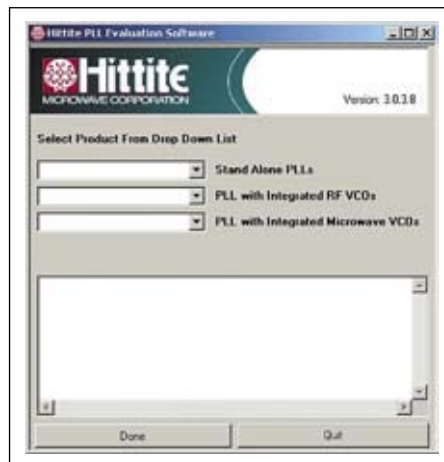 Hittite PLL Evaluation Software
Hittite
MICROWAVE CORPORATION
Version: 3.0.3.8
Select Product From Drop Down List
Stand Alone PLLs
PLL with Integrated RF VCOs
PLL with Integrated Microwave VCOs
Done
Quit